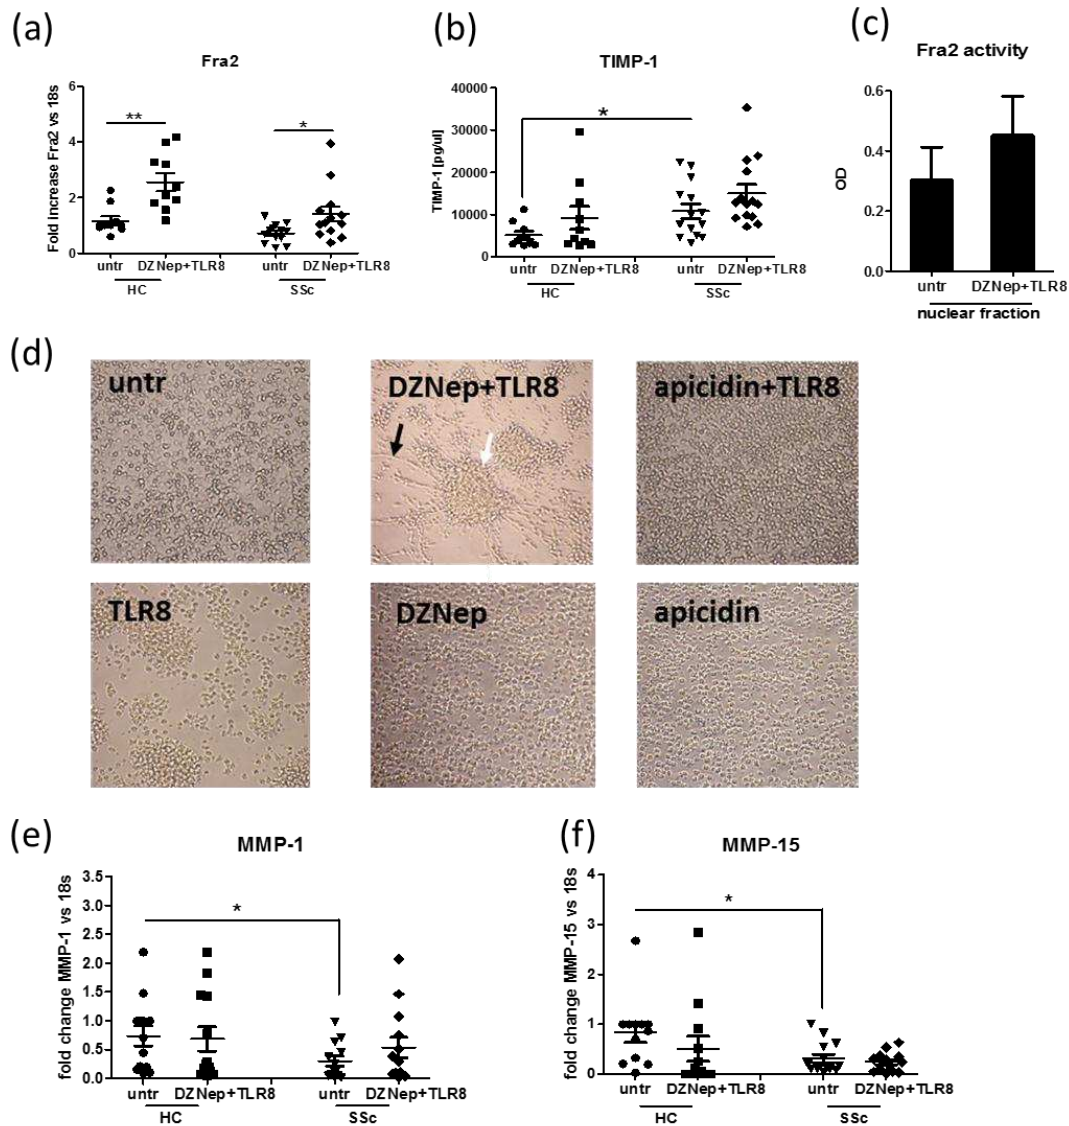 (a)
Fra2
Fold Increase Fra2 vs 18s
6
4
2
0
**
*
untr DZNep+TLR8 untr DZNep+TLR8
HC SSc
(b)
TIMP-1
TIMP-1 [pg/ul]
40000
30000
20000
10000
0
*
untr DZNep+TLR8 untr DZNep+TLR8
HC SSc
(c)
Fra2 activity
OD
0.6
0.4
0.2
0.0
untr DZNep+TLR8
nuclear fraction
(d)
untr DZNep+TLR8 apicidin+TLR8
TLR8 DZNep apicidin
(e)
MMP-1
fold change MMP-1 vs 18s
3.5
3.0
2.5
2.0
1.5
1.0
0.5
0.0
*
untr DZNep+TLR8 untr DZNep+TLR8
HC SSc
(f)
MMP-15
fold change MMP-15 vs 18s
4
3
2
1
0
*
untr DZNep+TLR8 untr DZNep+TLR8
HC SSc